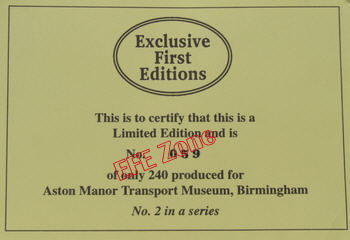 Exclusive
First
Editions
This is to certify that this is a
Limited Edition and is
No. 059
EFE Zone
of only 240 produced for
Aston Manor Transport Museum, Birmingham
No. 2 in a series